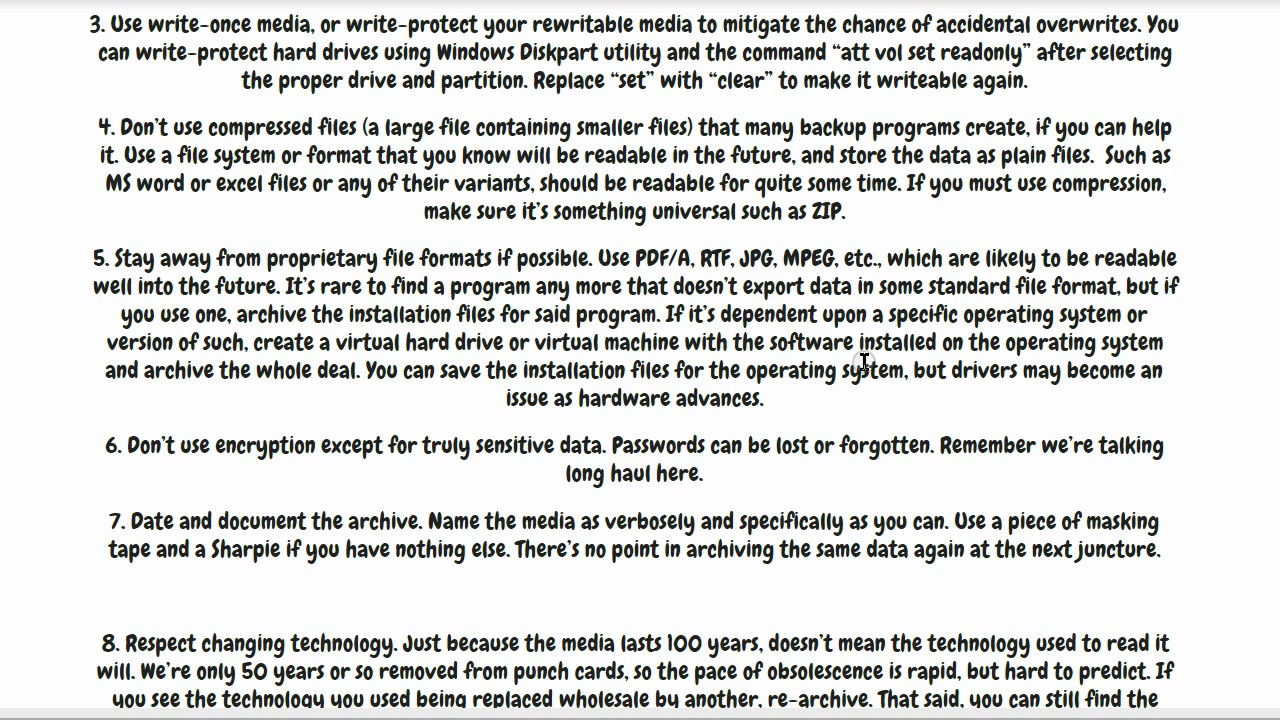 3. Use write-once media, or write-protect your rewritable media to mitigate the chance of accidental overwrites. You
can write-protect hard drives using Windows Diskpart utility and the command “att vol set readonly” after selecting
the proper drive and partition. Replace “set” with “clear” to make it writeable again.
4. Don’t use compressed files (a large file containing smaller files) that many backup programs create, if you can help
it. Use a file system or format that you know will be readable in the future, and store the data as plain files.  Such as
MS word or excel files or any of their variants, should be readable for quite some time. If you must use compression,
make sure it’s something universal such as ZIP.
5. Stay away from proprietary file formats if possible. Use PDF/A, RTF, JPG, MPEG, etc., which are likely to be readable
well into the future. It’s rare to find a program any more that doesn’t export data in some standard file format, but if
you use one, archive the installation files for said program. If it’s dependent upon a specific operating system or
version of such, create a virtual hard drive or virtual machine with the software installed on the operating system
and archive the whole deal. You can save the installation files for the operating system, but drivers may become an
issue as hardware advances.
6. Don’t use encryption except for truly sensitive data. Passwords can be lost or forgotten. Remember we’re talking
long haul here.
7. Date and document the archive. Name the media as verbosely and specifically as you can. Use a piece of masking
tape and a Sharpie if you have nothing else. There’s no point in archiving the same data again at the next juncture.
8. Respect changing technology. Just because the media lasts 100 years, doesn’t mean the technology used to read it
will. We’re only 50 years or so removed from punch cards, so the pace of obsolescence is rapid, but hard to predict. If
you see the technology you used being replaced wholesale by another, re-archive. That said, you can still find the